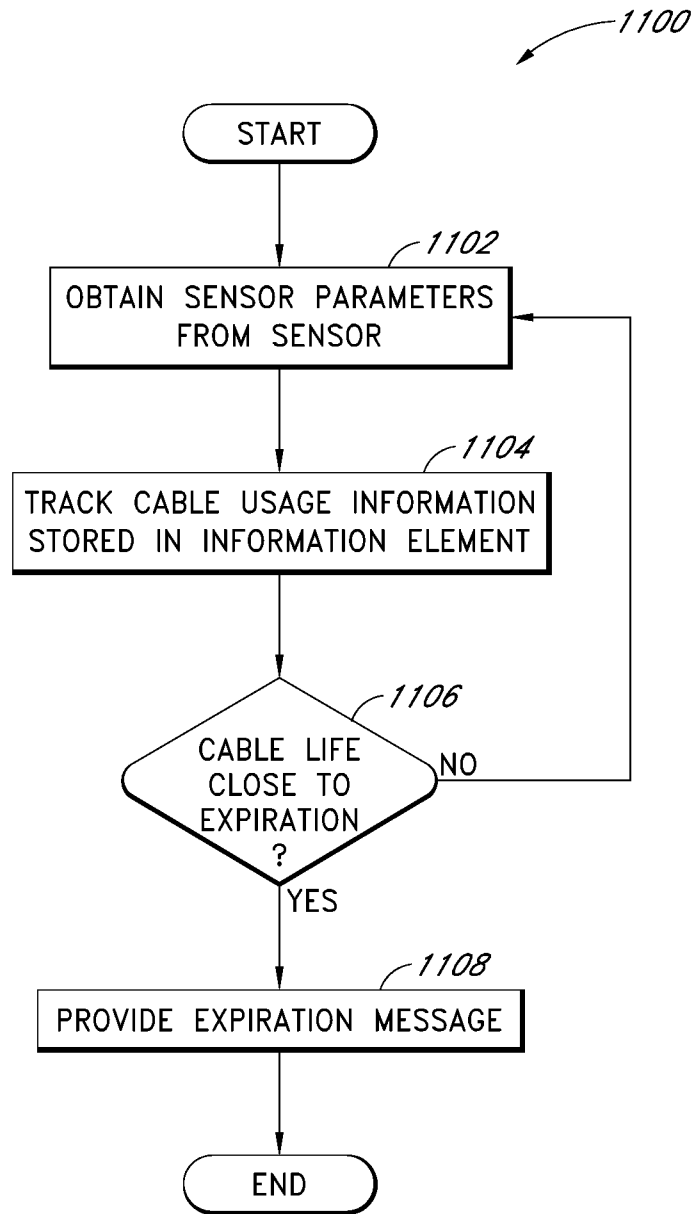 1100
START
1102
OBTAIN SENSOR PARAMETERS
FROM SENSOR
1104
TRACK CABLE USAGE INFORMATION
STORED IN INFORMATION ELEMENT
1106
CABLE LIFE
CLOSE TO
EXPIRATION
?
NO
YES
1108
PROVIDE EXPIRATION MESSAGE
END